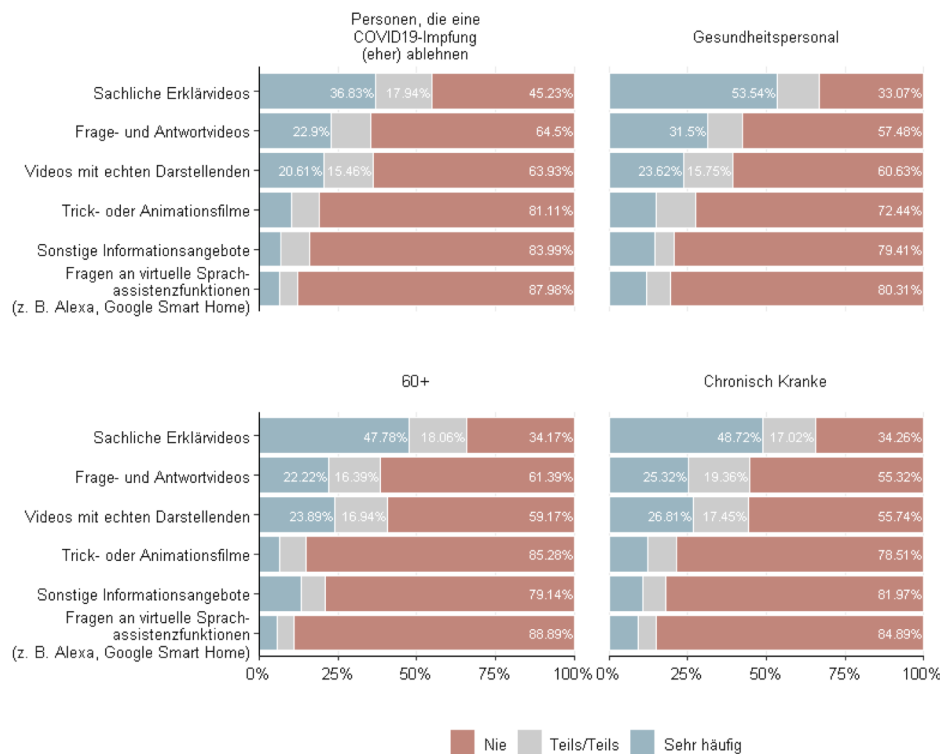 Personen, die eine
COVID19-Impfung
(eher) ablehnen
Gesundheitspersonal
Sachliche Erklärvideos
36.83% 17.94% 45.23%
53.54% 33.07%
Frage- und Antwortvideos
22.9% 64.5%
31.5% 57.48%
Videos mit echten Darstellenden
20.61% 15.46% 63.93%
23.62% 15.75% 60.63%
Trick- oder Animationsfilme
81.11%
72.44%
Sonstige Informationsangebote
83.99%
79.41%
Fragen an virtuelle Sprach-
assistenzfunktionen
(z. B. Alexa, Google Smart Home)
87.98%
80.31%
60+
Chronisch Kranke
Sachliche Erklärvideos
47.78% 18.06% 34.17%
48.72% 17.02% 34.26%
Frage- und Antwortvideos
22.22% 16.39% 61.39%
25.32% 19.36% 55.32%
Videos mit echten Darstellenden
23.89% 16.94% 59.17%
26.81% 17.45% 55.74%
Trick- oder Animationsfilme
85.28%
78.51%
Sonstige Informationsangebote
79.14%
81.97%
Fragen an virtuelle Sprach-
assistenzfunktionen
(z. B. Alexa, Google Smart Home)
88.89%
84.89%
0% 25% 50% 75% 100%
0% 25% 50% 75% 100%
Nie Teils/Teils Sehr häufig